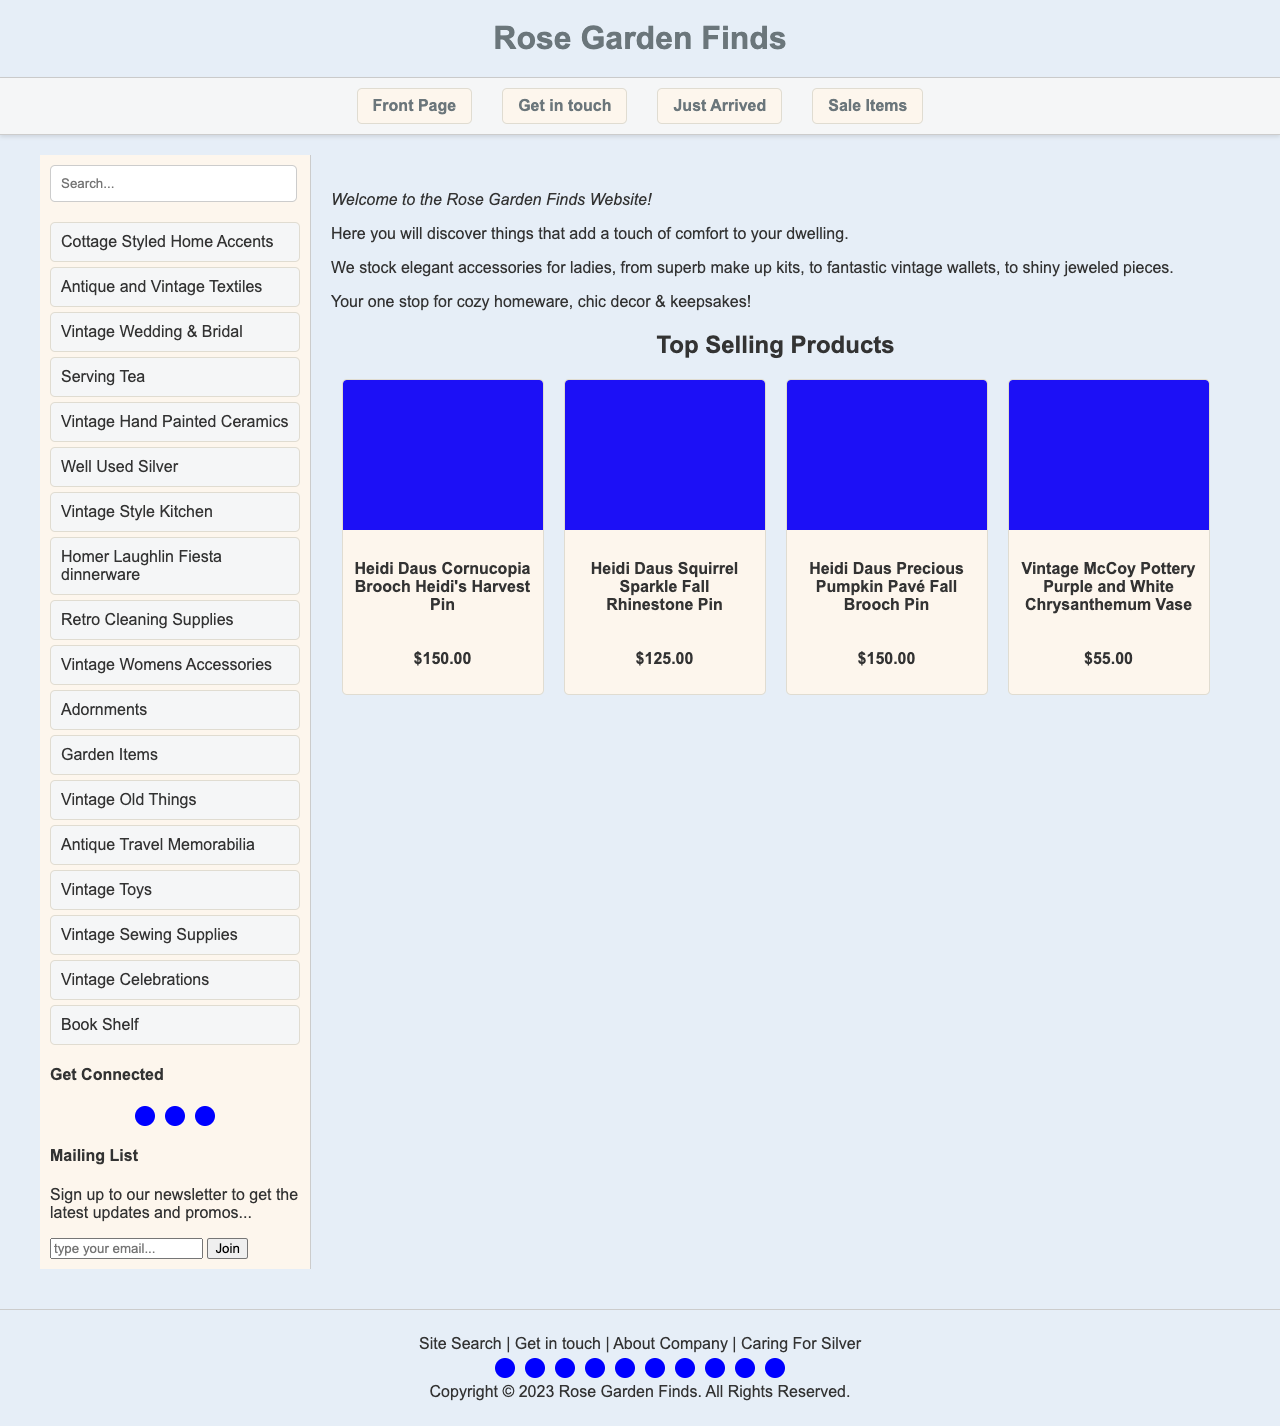 Rose Garden Finds
Front Page
Get in touch
Just Arrived
Sale Items
Search...
Cottage Styled Home Accents
Antique and Vintage Textiles
Vintage Wedding & Bridal
Serving Tea
Vintage Hand Painted Ceramics
Well Used Silver
Vintage Style Kitchen
Homer Laughlin Fiesta
dinnerware
Retro Cleaning Supplies
Vintage Womens Accessories
Adornments
Garden Items
Vintage Old Things
Antique Travel Memorabilia
Vintage Toys
Vintage Sewing Supplies
Vintage Celebrations
Book Shelf
Get Connected
Mailing List
Sign up to our newsletter to get the
latest updates and promos...
type your email...
Join
Welcome to the Rose Garden Finds Website!
Here you will discover things that add a touch of comfort to your dwelling.
We stock elegant accessories for ladies, from superb make up kits, to fantastic vintage wallets, to shiny jeweled pieces.
Your one stop for cozy homeware, chic decor & keepsakes!
Top Selling Products
Heidi Daus Cornucopia
Brooch Heidi's Harvest
Pin
$150.00
Heidi Daus Squirrel
Sparkle Fall
Rhinestone Pin
$125.00
Heidi Daus Precious
Pumpkin Pavé Fall
Brooch Pin
$150.00
Vintage McCoy Pottery
Purple and White
Chrysanthemum Vase
$55.00
Site Search | Get in touch | About Company | Caring For Silver
Copyright © 2023 Rose Garden Finds. All Rights Reserved.